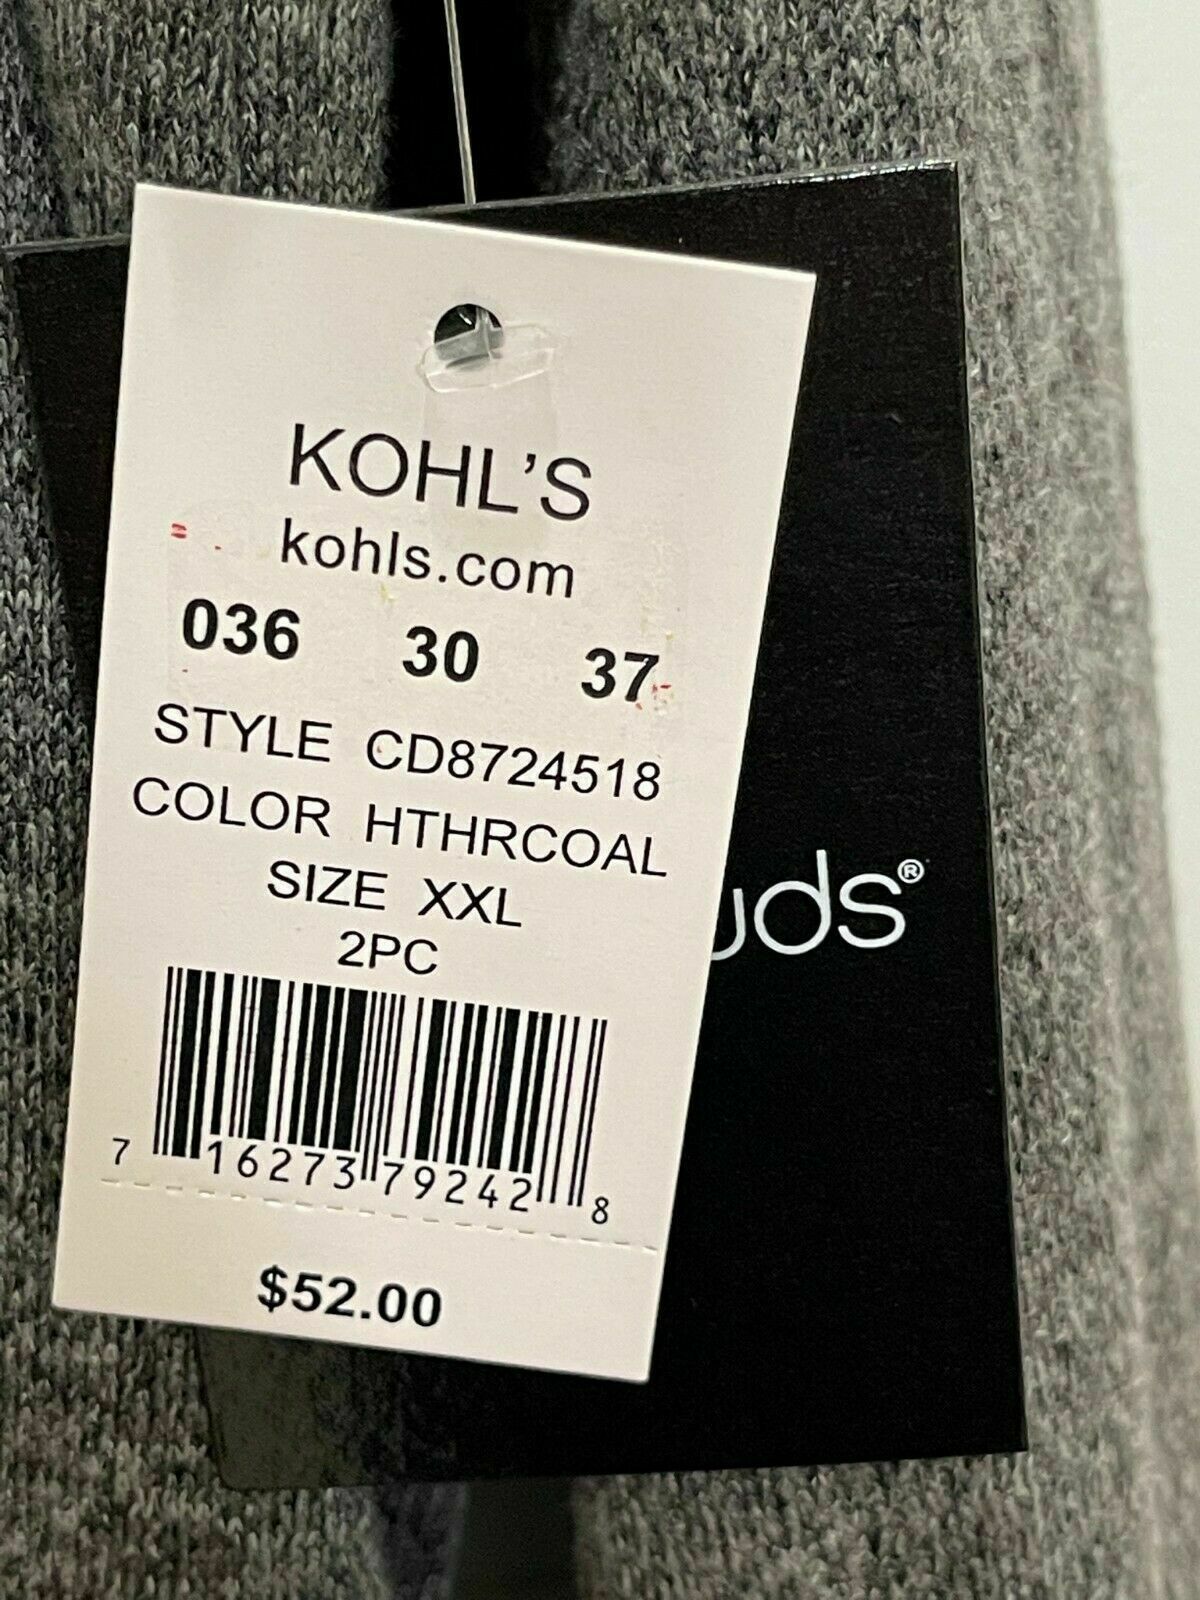 KOHL'S
kohls.com
036 30 37
STYLE CD8724518
COLOR HTHRCOAL
SIZE XXL
2PC
7 16273 79242 8
$52.00
uds®